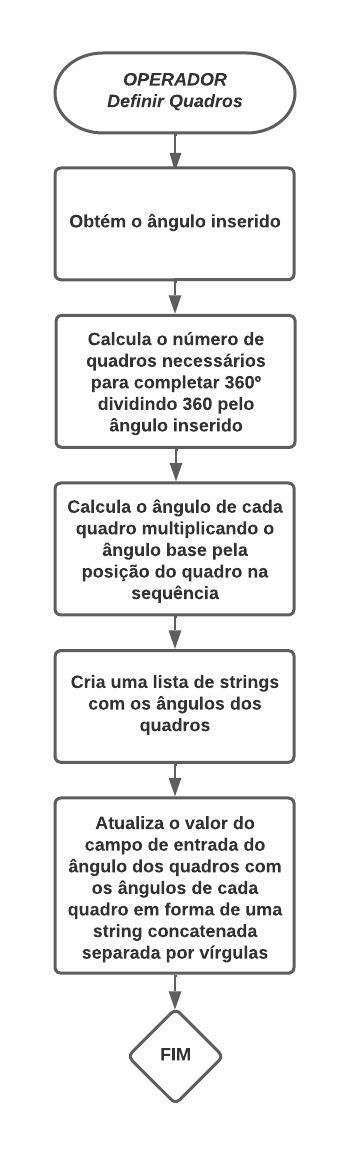 OPERADOR
Definir Quadros
Obtém o ângulo inserido
Calcula o número de
quadros necessários
para completar 360º
dividindo 360 pelo
ângulo inserido
Calcula o ângulo de cada
quadro multiplicando o
ângulo base pela
posição do quadro na
sequência
Cria uma lista de strings
com os ângulos dos
quadros
Atualiza o valor do
campo de entrada do
ângulo dos quadros com
os ângulos de cada
quadro em forma de uma
string concatenada
separada por vírgulas
FIM